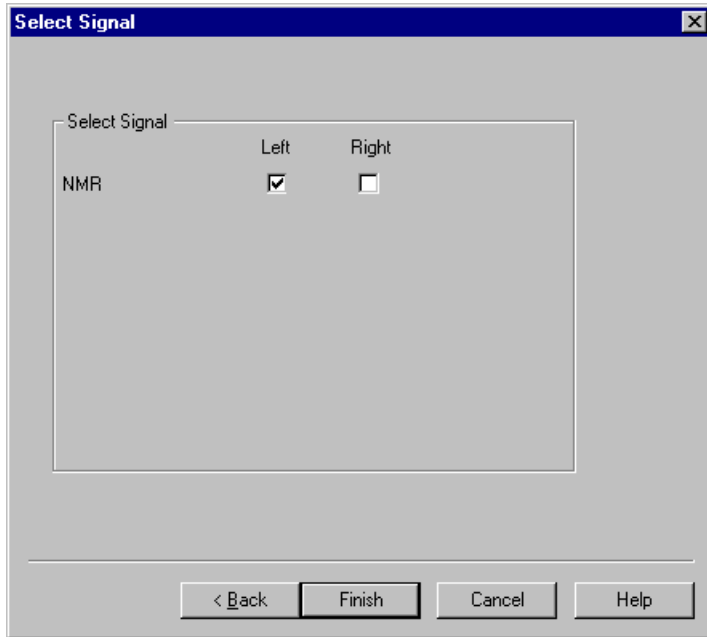 Select Signal
Select Signal
Left Right
NMR
< Back Finish Cancel Help